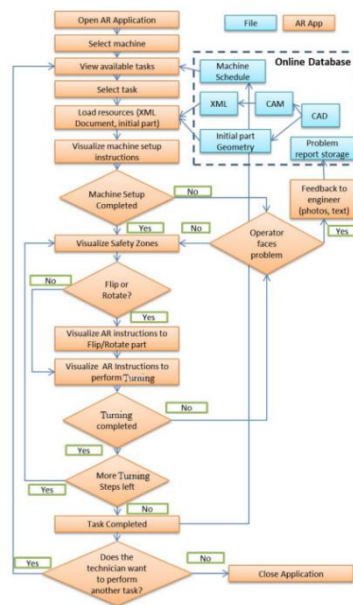 Open AR Application
File
AR App
Select machine
View available tasks
Machine
Schedule
Online Database
Select task
Load resources (XML
Document, initial part)
XML
CAM
CAD
Visualize machine setup
instructions
Initial part
Geometry
Problem
report storage
Machine Setup
Completed
No
Feedback to
engineer
(photos, text)
Yes
No
Yes
Visualize Safety Zones
Operator
faces
problem
No
Flip or
Rotate?
Yes
Visualize AR instructions to
Flip/Rotate part
Visualize AR Instructions to
perform Turning
Turning
completed
No
Yes
More Turning
Steps left
Yes
No
Task Completed
Does the
technician want
to perform
another task?
Yes
No
Close Application